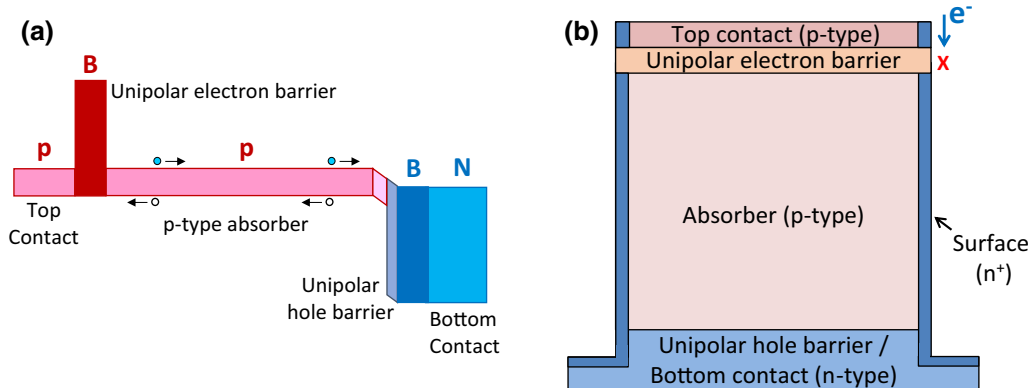 (a)
B
Unipolar electron barrier
p
p
B
N
Top
Contact
p-type absorber
Unipolar
hole barrier
Bottom
Contact
(b)
e⁻
Top contact (p-type)
Unipolar electron barrier
x
Absorber (p-type)
Surface
(n⁺)
Unipolar hole barrier /
Bottom contact (n-type)